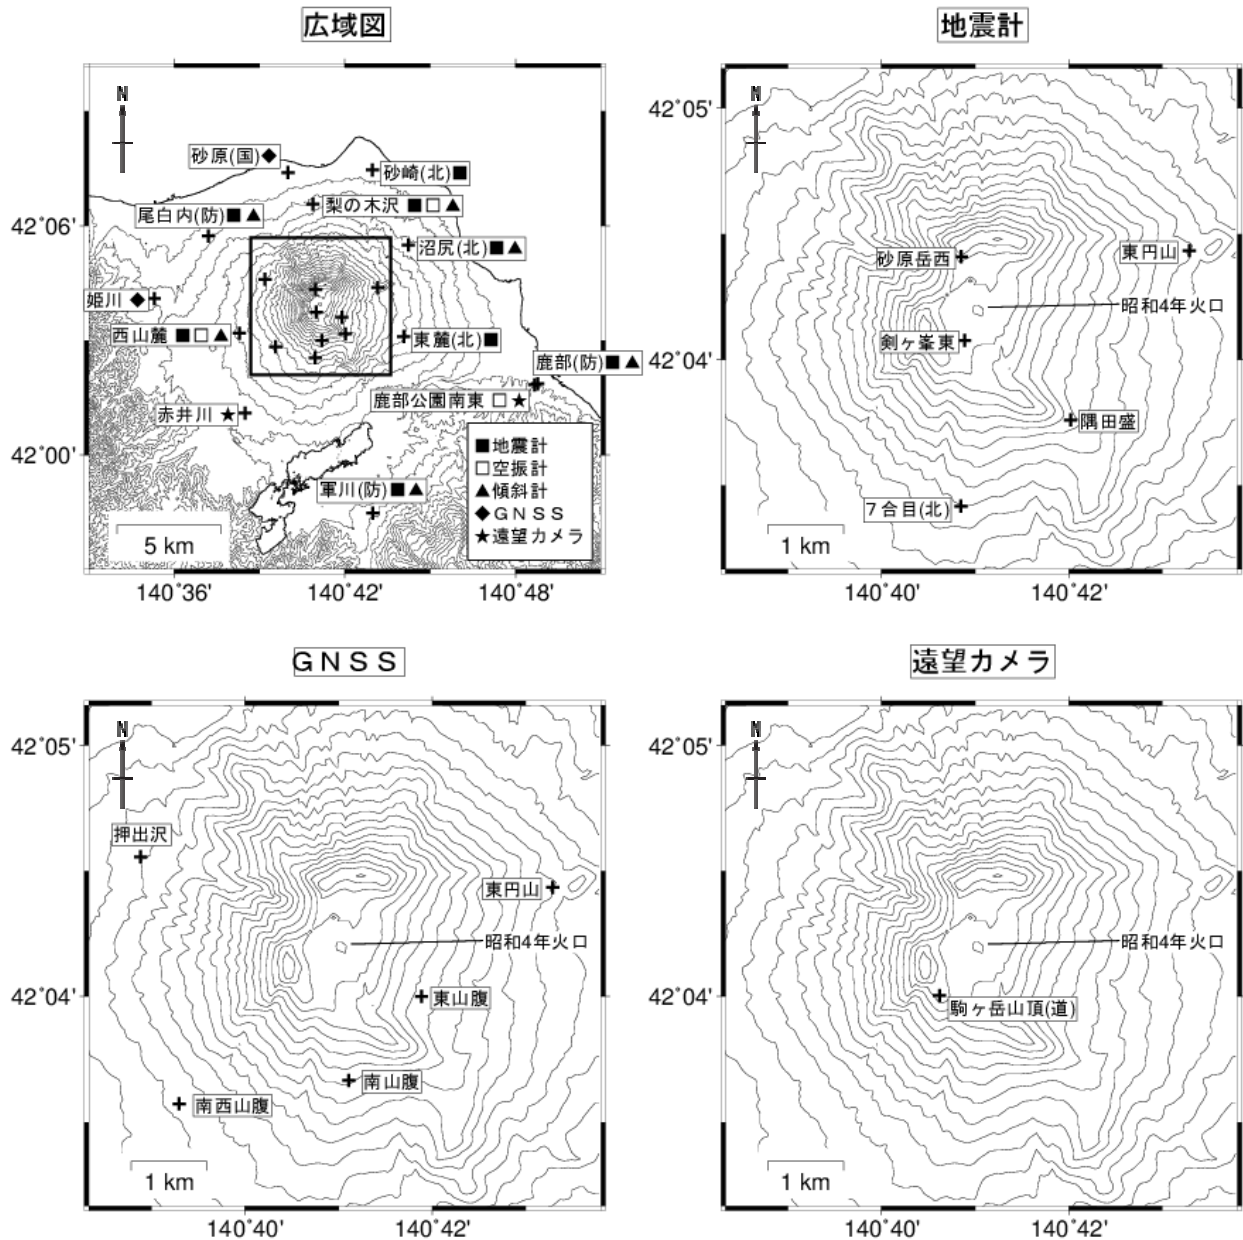 広域図
N
砂原(国)◆
砂崎(北)■
梨の木沢 ■□▲
尾白内(防)■▲
42°06'
沼尻(北)■▲
姫川 ◆
西山麓 ■□▲
東麓(北)■
鹿部(防)■▲
鹿部公園南東 □★
赤井川 ★
42°00'
軍川(防)■▲
■地震計
□空振計
▲傾斜計
◆GNSS
★遠望カメラ
5 km
140°36'
140°42'
140°48'
地震計
42°05'
N
砂原岳西
東円山
昭和4年火口
剣ヶ峯東
42°04'
隅田盛
7合目(北)
1 km
140°40'
140°42'
GNSS
N
42°05'
押出沢
東円山
昭和4年火口
42°04'
東山腹
南山腹
南西山腹
1 km
140°40'
140°42'
遠望カメラ
N
42°05'
昭和4年火口
42°04'
駒ヶ岳山頂(道)
1 km
140°40'
140°42'